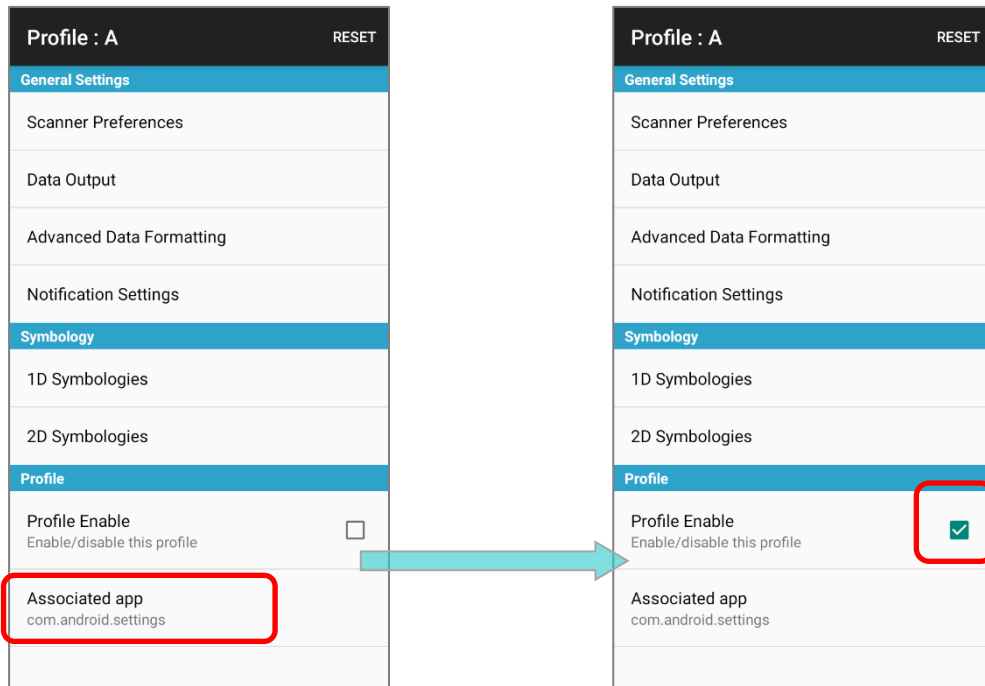 Profile : A RESET
General Settings
Scanner Preferences
Data Output
Advanced Data Formatting
Notification Settings
Symbology
1D Symbologies
2D Symbologies
Profile
Profile Enable
Enable/disable this profile
Associated app
com.android.settings
Profile : A RESET
General Settings
Scanner Preferences
Data Output
Advanced Data Formatting
Notification Settings
Symbology
1D Symbologies
2D Symbologies
Profile
Profile Enable
Enable/disable this profile
Associated app
com.android.settings